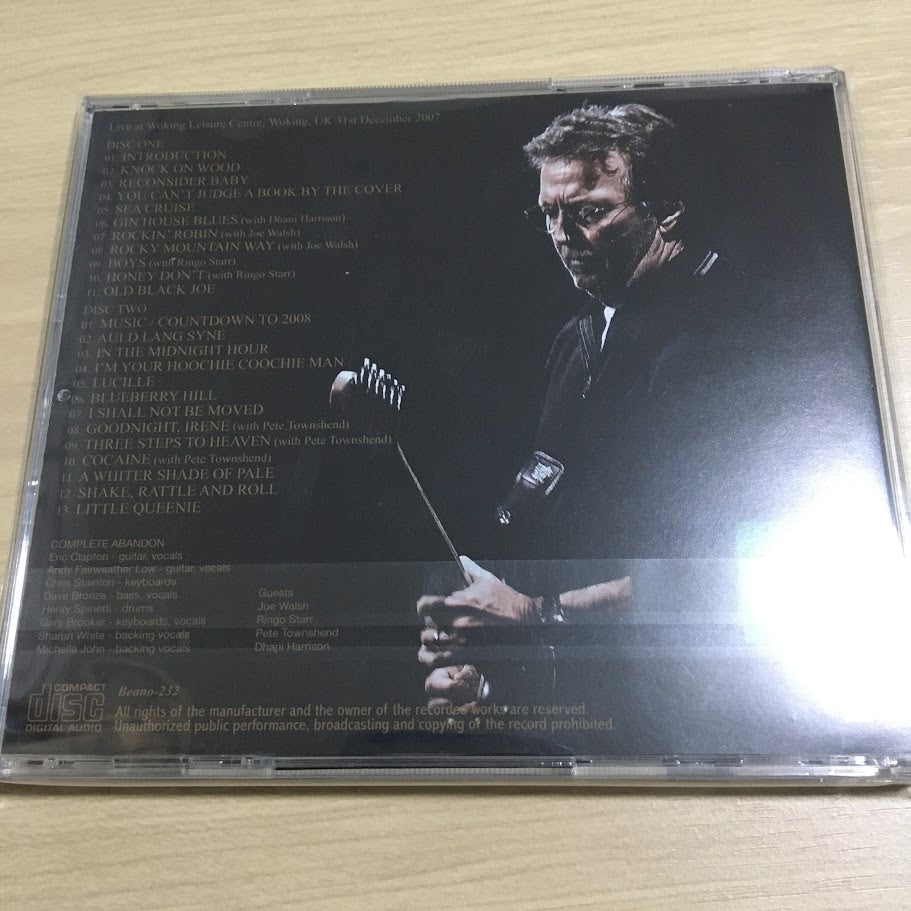 Live at Woking Leisure Centre, Woking, UK 31st December 2007
DISC ONE
01. INTRODUCTION
02. KNOCK ON WOOD
03. RECONSIDER BABY
04. YOU CAN'T JUDGE A BOOK BY THE COVER
05. SEA CRUISE
06. GIN HOUSE BLUES (with Dhani Harrison)
07. ROCKIN' ROBIN (with Joe Walsh)
08. ROCKY MOUNTAIN WAY (with Joe Walsh)
09. BOYS (with Ringo Starr)
10. HONEY DON'T (with Ringo Starr)
11. OLD BLACK JOE
DISC TWO
01. MUSIC / COUNTDOWN TO 2008
02. AULD LANG SYNE
03. IN THE MIDNIGHT HOUR
04. I'M YOUR HOOCHIE COOCHIE MAN
05. LUCILLE
06. BLUEBERRY HILL
07. I SHALL NOT BE MOVED
08. GOODNIGHT, IRENE (with Pete Townshend)
09. THREE STEPS TO HEAVEN (with Pete Townshend)
10. COCAINE (with Pete Townshend)
11. A WHITER SHADE OF PALE
12. SHAKE, RATTLE AND ROLL
13. LITTLE QUEENIE
COMPLETE ABANDON
Eric Clapton - guitar, vocals
Andy Fairweather Low - guitar, vocals
Chris Stainton - keyboards
Dave Bronze - bass, vocals
Henry Spinetti - drums
Gary Brooker - keyboards, vocals
Sharon White - backing vocals
Michelle John - backing vocals
Guests
Joe Walsh
Ringo Starr
Pete Townshend
Dhapi Harrison
COMPACT
disc
DIGITAL AUDIO
Beano-232
All rights of the manufacturer and the owner of the recorded works are reserved.
Unauthorized public performance, broadcasting and copying of the record prohibited